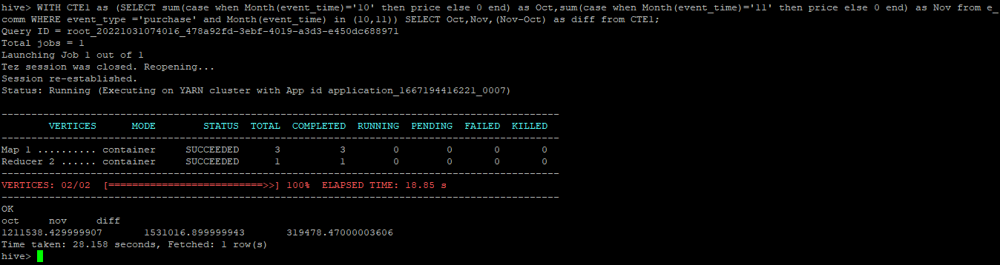 hive> WITH CTE1 as (SELECT sum(case when Month(event_time)='10' then price else 0 end) as Oct,sum(case when Month(event_time)='11' then price else 0 end) as Nov from e_
comm WHERE event_type ='purchase' and Month(event_time) in (10,11)) SELECT Oct,Nov,(Nov-Oct) as diff from CTE1;
Query ID = root_20221031074016_478a92fd-3ebf-4019-a3d3-e450dc688971
Total jobs = 1
Launching Job 1 out of 1
Tez session was closed. Reopening...
Session re-established.
Status: Running (Executing on YARN cluster with App id application_1667194416221_0007)
----------------------------------------------------------------------------------------------
        VERTICES      MODE        STATUS  TOTAL  COMPLETED  RUNNING  PENDING  FAILED  KILLED
----------------------------------------------------------------------------------------------
Map 1 .......... container     SUCCEEDED      3          3        0        0       0       0
Reducer 2 ...... container     SUCCEEDED      1          1        0        0       0       0
----------------------------------------------------------------------------------------------
VERTICES: 02/02  [==========================>>] 100%  ELAPSED TIME: 18.85 s
----------------------------------------------------------------------------------------------
OK
oct     nov     diff
1211538.429999907       1531016.899999943       319478.47000003606
Time taken: 28.158 seconds, Fetched: 1 row(s)
hive>